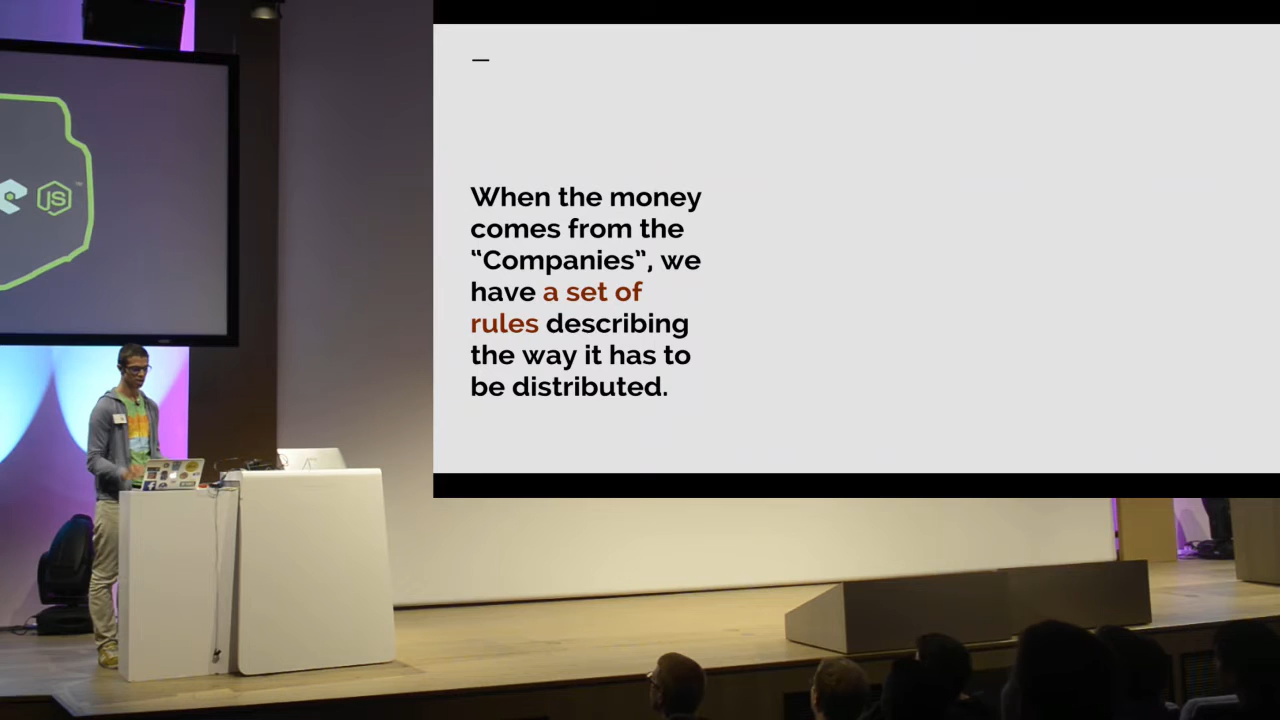 JS
™
—
When the money
comes from the
“Companies”, we
have a set of
rules describing
the way it has to
be distributed.